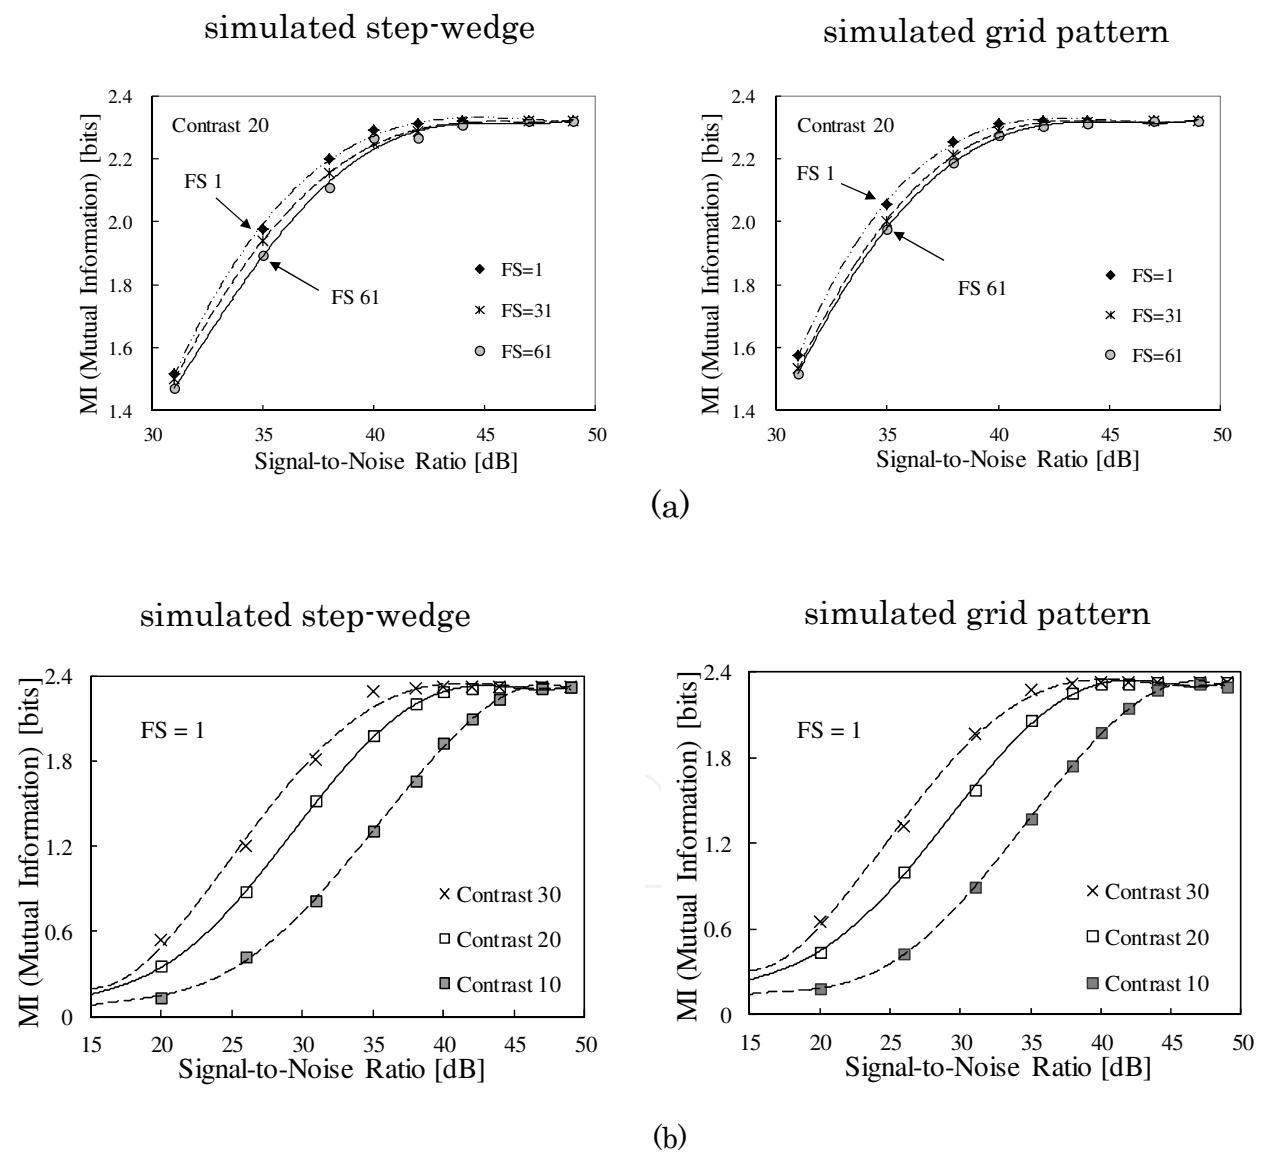 simulated step-wedge
simulated grid pattern
MI (Mutual Information) [bits]
2.4
2.2
2.0
1.8
1.6
1.4
Contrast 20
FS 1
FS 61
FS=1
FS=31
FS=61
30 35 40 45 50
Signal-to-Noise Ratio [dB]
MI (Mutual Information) [bits]
2.4
2.2
2.0
1.8
1.6
1.4
Contrast 20
FS 1
FS 61
FS=1
FS=31
FS=61
30 35 40 45 50
Signal-to-Noise Ratio [dB]
(a)
simulated step-wedge
simulated grid pattern
MI (Mutual Information) [bits]
2.4
1.8
1.2
0.6
0
FS = 1
Contrast 30
Contrast 20
Contrast 10
15 20 25 30 35 40 45 50
Signal-to-Noise Ratio [dB]
MI (Mutual Information) [bits]
2.4
1.8
1.2
0.6
0
FS = 1
Contrast 30
Contrast 20
Contrast 10
15 20 25 30 35 40 45 50
Signal-to-Noise Ratio [dB]
(b)